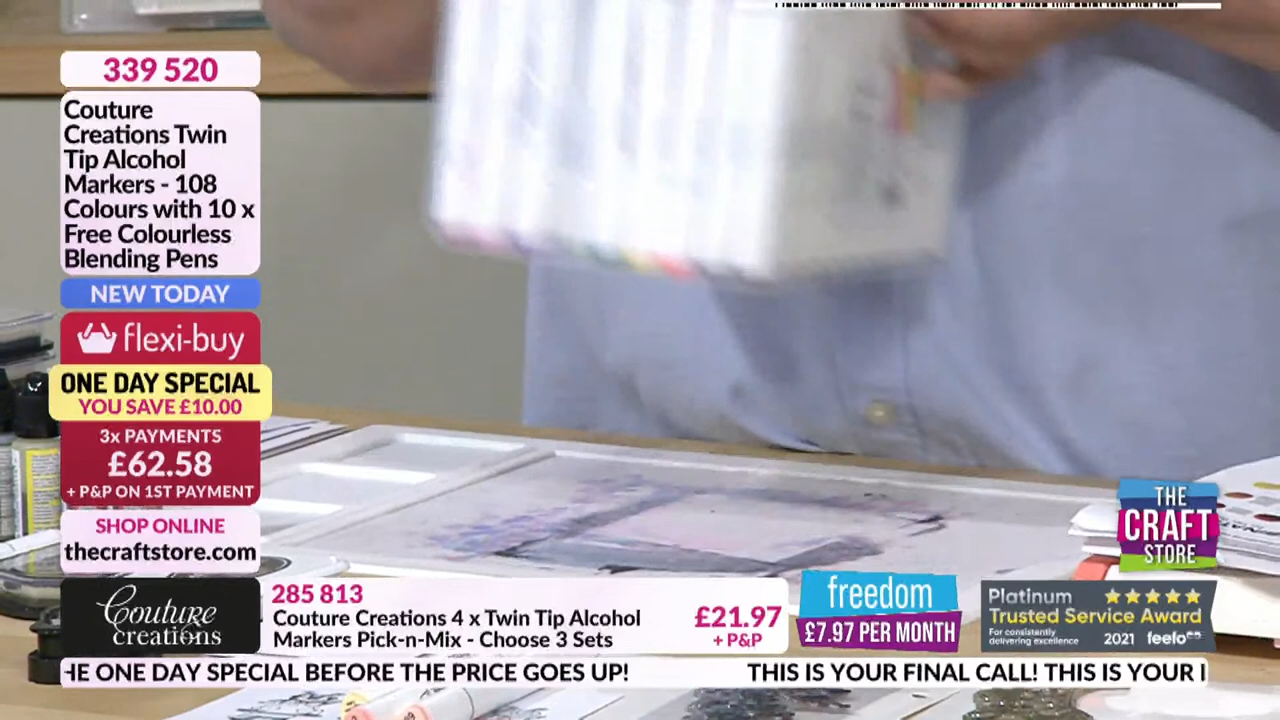 339 520
Couture
Creations Twin
Tip Alcohol
Markers - 108
Colours with 10 x
Free Colourless
Blending Pens
NEW TODAY
flexi-buy
ONE DAY SPECIAL
YOU SAVE £10.00
3x PAYMENTS
£62.58
+ P&P ON 1ST PAYMENT
SHOP ONLINE
thecraftstore.com
THE
CRAFT
STORE
Couture
creations
285 813
Couture Creations 4 x Twin Tip Alcohol
Markers Pick-n-Mix - Choose 3 Sets
£21.97
+ P&P
freedom
£7.97 PER MONTH
Platinum
Trusted Service Award
For consistently
delivering excellence
2021 feefo
HE ONE DAY SPECIAL BEFORE THE PRICE GOES UP! THIS IS YOUR FINAL CALL! THIS IS YOUR